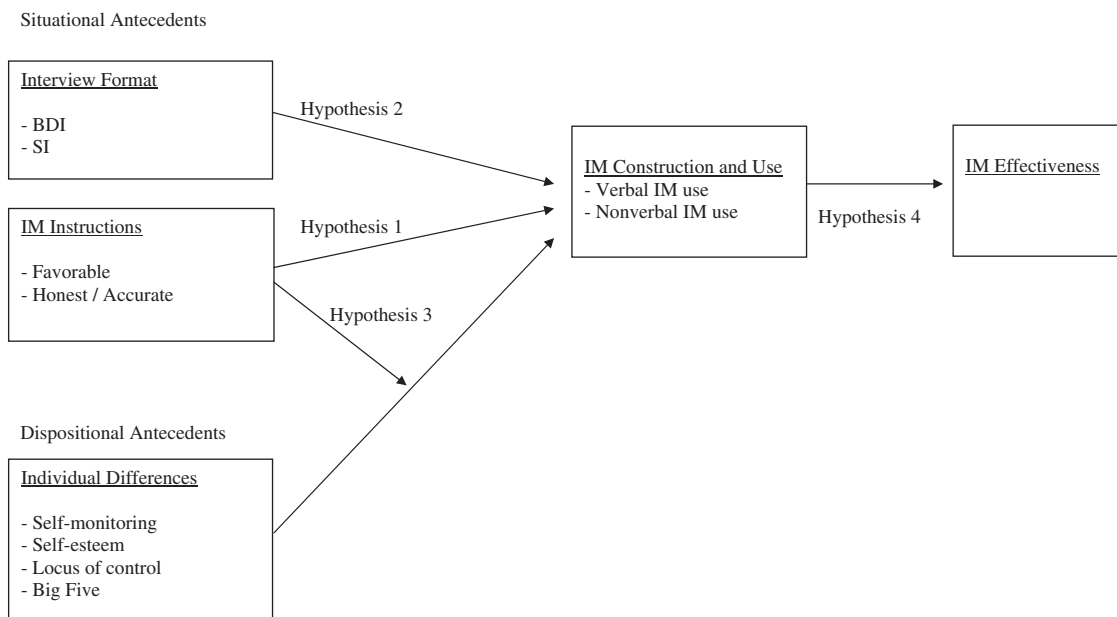 Situational Antecedents
Interview Format
- BDI
- SI
Hypothesis 2
IM Instructions
- Favorable
- Honest / Accurate
Hypothesis 1
Hypothesis 3
IM Construction and Use
- Verbal IM use
- Nonverbal IM use
Hypothesis 4
IM Effectiveness
Dispositional Antecedents
Individual Differences
- Self-monitoring
- Self-esteem
- Locus of control
- Big Five